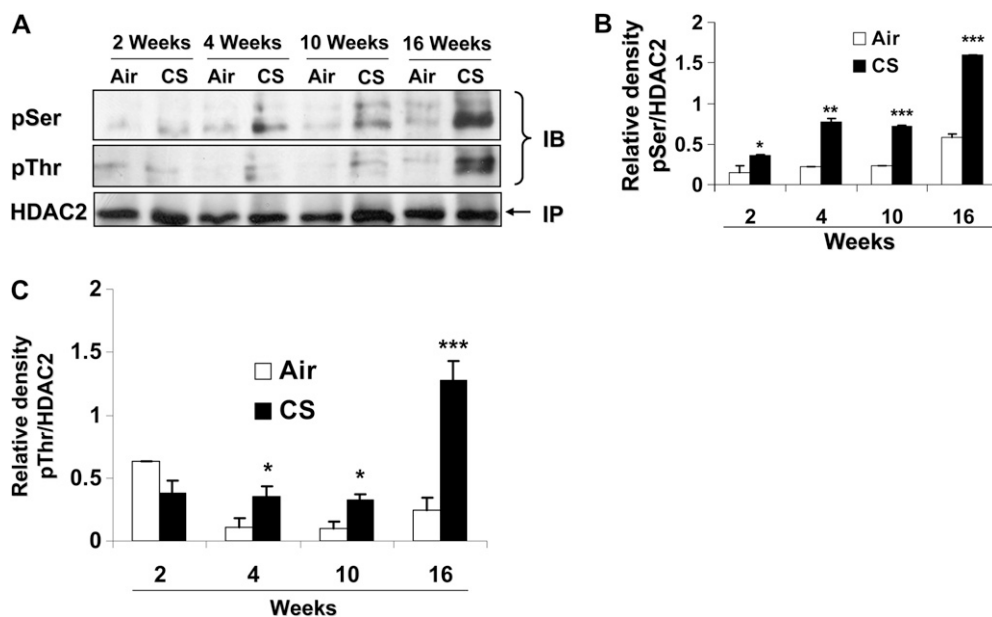 A
2 Weeks 4 Weeks 10 Weeks 16 Weeks
Air CS Air CS Air CS Air CS
pSer
pThr
IB
HDAC2
IP
B
Relative density
pSer/HDAC2
2
1.5
1
0.5
0
Air
CS
*
**
***
***
2 4 10 16
Weeks
C
Relative density
pThr/HDAC2
2
1.5
1
0.5
0
Air
CS
*
*
***
2 4 10 16
Weeks